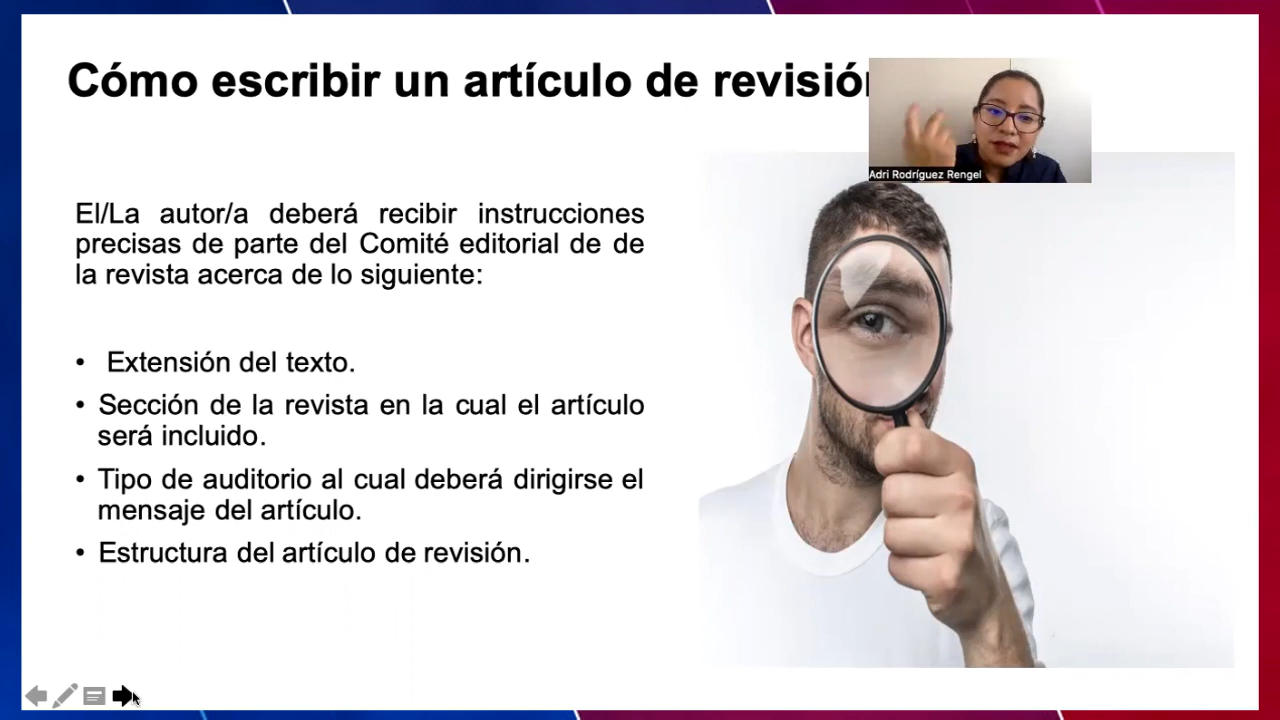 Cómo escribir un artículo de revisión
Adri Rodríguez Rengel
El/La autor/a deberá recibir instrucciones
precisas de parte del Comité editorial de de
la revista acerca de lo siguiente:
• Extensión del texto.
• Sección de la revista en la cual el artículo
será incluido.
• Tipo de auditorio al cual deberá dirigirse el
mensaje del artículo.
• Estructura del artículo de revisión.